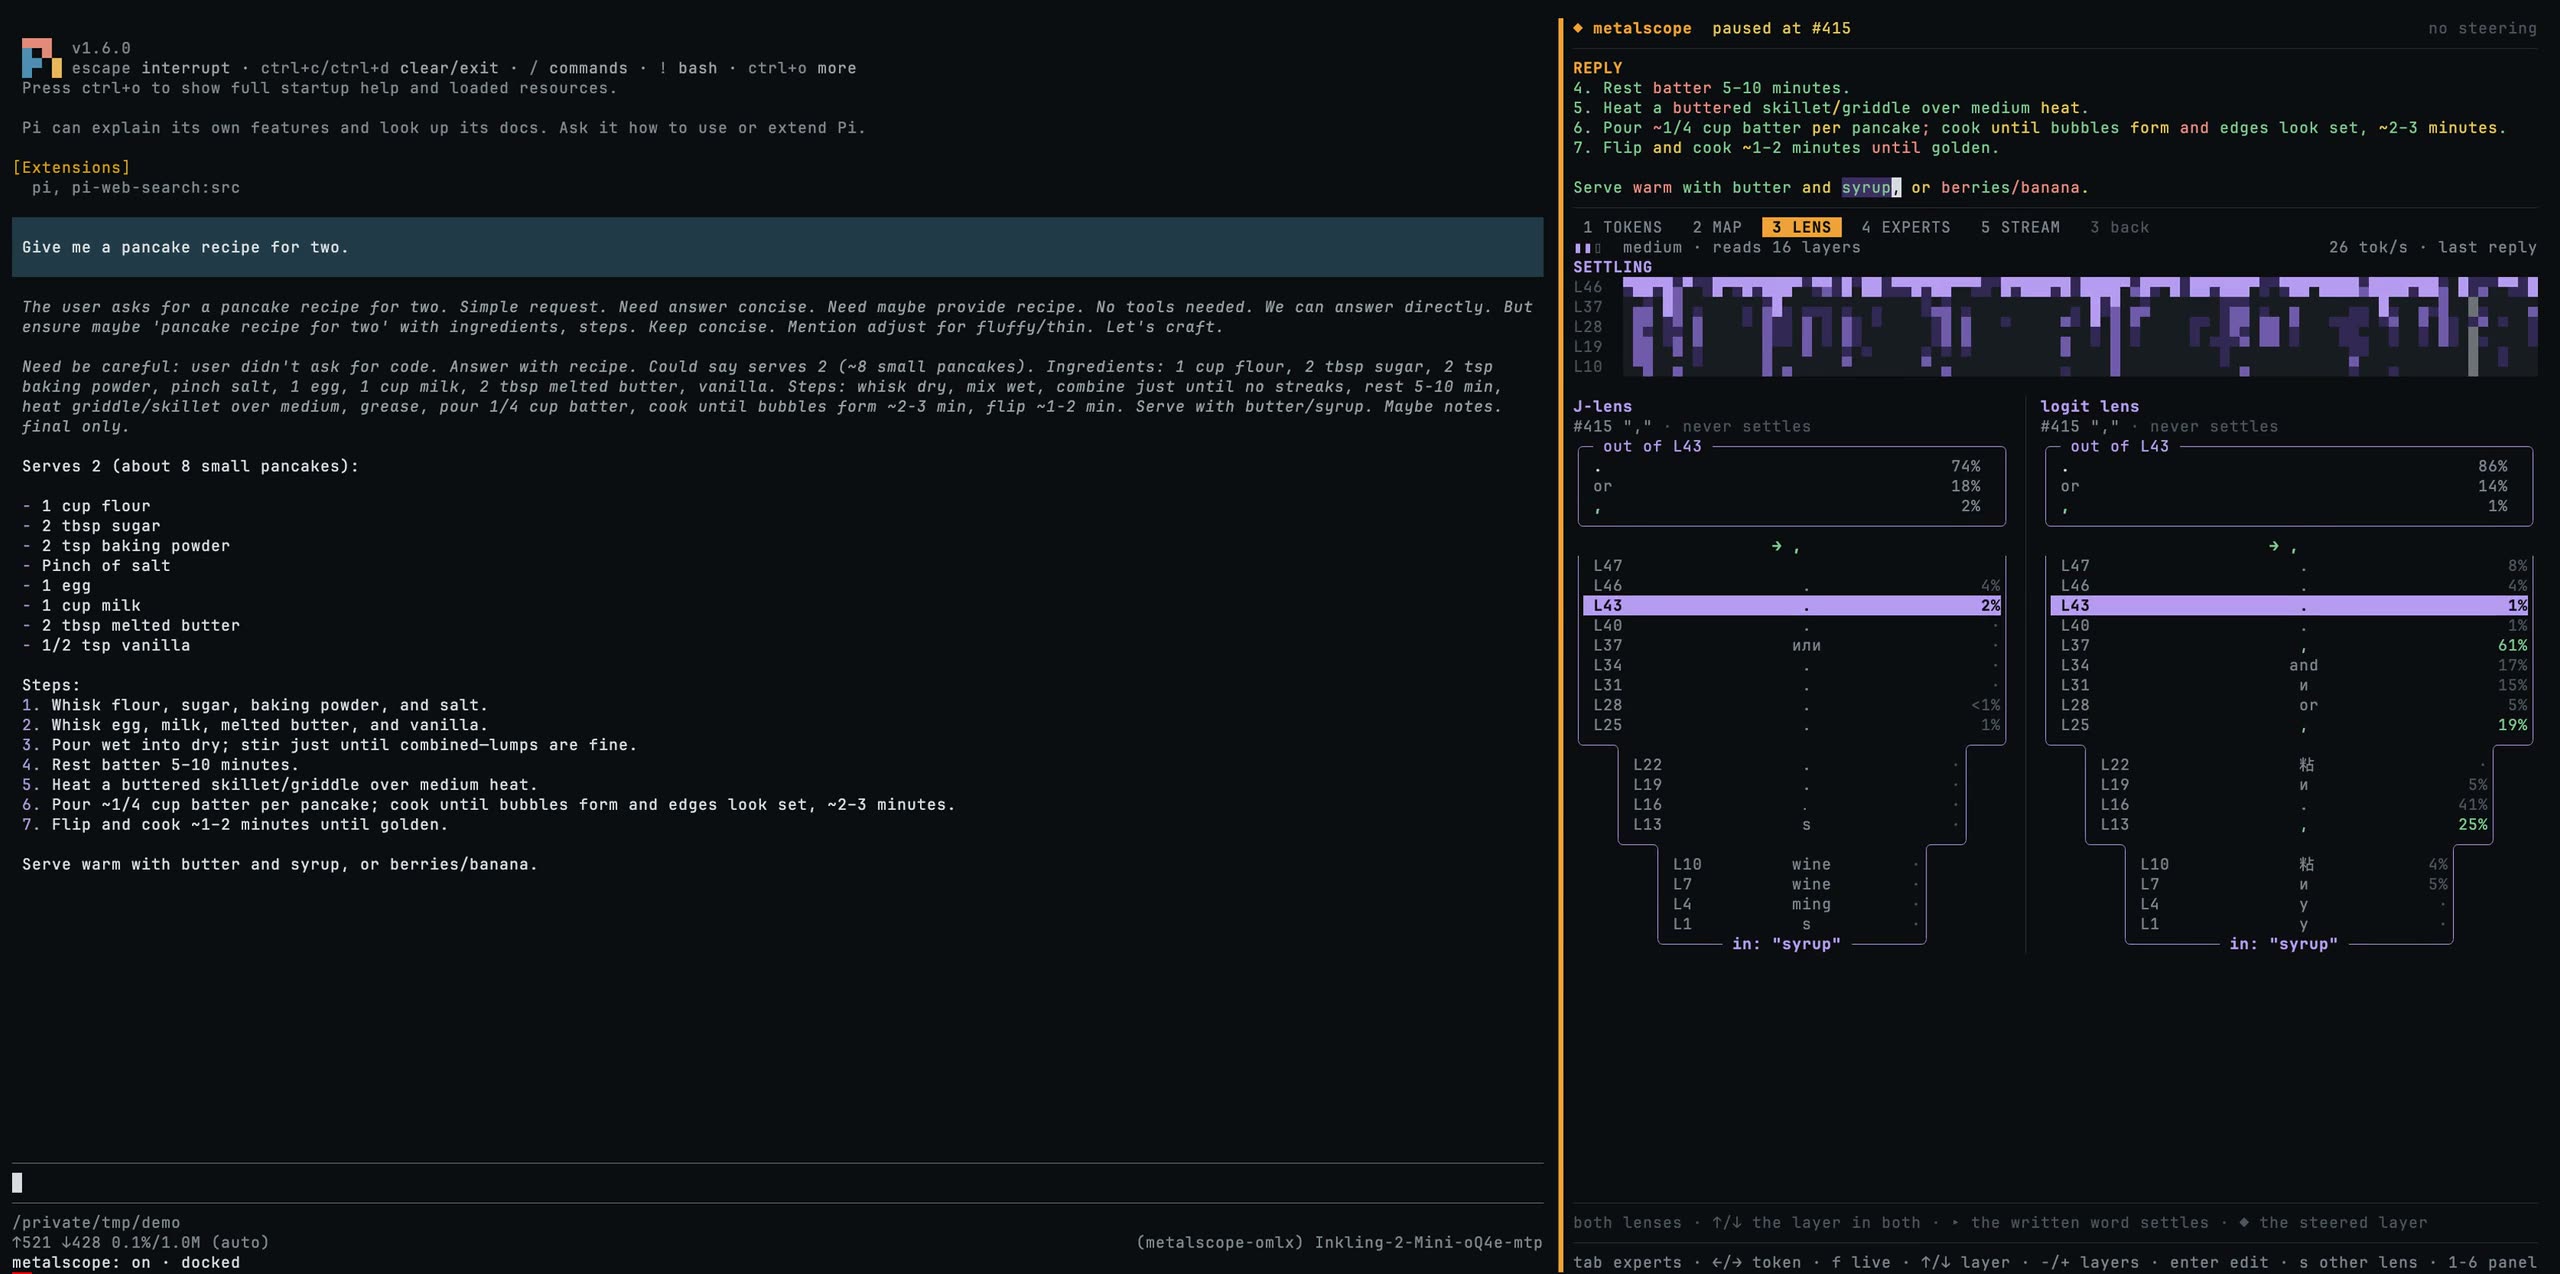 v1.6.0
escape interrupt · ctrl+c/ctrl+d clear/exit · / commands · ! bash · ctrl+o more
Press ctrl+o to show full startup help and loaded resources.
Pi can explain its own features and look up its docs. Ask it how to use or extend Pi.
[Extensions]
pi, pi-web-search:src
Give me a pancake recipe for two.
The user asks for a pancake recipe for two. Simple request. Need answer concise. Need maybe provide recipe. No tools needed. We can answer directly. But
ensure maybe 'pancake recipe for two' with ingredients, steps. Keep concise. Mention adjust for fluffy/thin. Let's craft.
Need be careful: user didn't ask for code. Answer with recipe. Could say serves 2 (~8 small pancakes). Ingredients: 1 cup flour, 2 tbsp sugar, 2 tsp
baking powder, pinch salt, 1 egg, 1 cup milk, 2 tbsp melted butter, vanilla. Steps: whisk dry, mix wet, combine just until no streaks, rest 5-10 min,
heat griddle/skillet over medium, grease, pour 1/4 cup batter, cook until bubbles form ~2-3 min, flip ~1-2 min. Serve with butter/syrup. Maybe notes.
final only.
Serves 2 (about 8 small pancakes):
- 1 cup flour
- 2 tbsp sugar
- 2 tsp baking powder
- Pinch of salt
- 1 egg
- 1 cup milk
- 2 tbsp melted butter
- 1/2 tsp vanilla
Steps:
1. Whisk flour, sugar, baking powder, and salt.
2. Whisk egg, milk, melted butter, and vanilla.
3. Pour wet into dry; stir just until combined—lumps are fine.
4. Rest batter 5–10 minutes.
5. Heat a buttered skillet/griddle over medium heat.
6. Pour ~1/4 cup batter per pancake; cook until bubbles form and edges look set, ~2–3 minutes.
7. Flip and cook ~1–2 minutes until golden.
Serve warm with butter and syrup, or berries/banana.
/private/tmp/demo
↑521 ↓428 0.1%/1.0M (auto)
(metalscope-omlx) Inkling-2-Mini-oQ4e-mtp
metalscope: on · docked
◆ metalscope paused at #415
no steering
REPLY
4. Rest batter 5–10 minutes.
5. Heat a buttered skillet/griddle over medium heat.
6. Pour ~1/4 cup batter per pancake; cook until bubbles form and edges look set, ~2–3 minutes.
7. Flip and cook ~1–2 minutes until golden.
Serve warm with butter and syrup, or berries/banana.
1 TOKENS 2 MAP 3 LENS 4 EXPERTS 5 STREAM 3 back
medium · reads 16 layers
26 tok/s · last reply
SETTLING
L46
L37
L28
L19
L10
J-lens
#415 "," · never settles
out of L43
. 74%
or 18%
, 2%
→ ,
L47
L46 . 4%
L43 . 2%
L40 . ·
L37 или ·
L34 . ·
L31 . ·
L28 . <1%
L25 . 1%
L22 . ·
L19 . ·
L16 . ·
L13 s ·
L10 wine ·
L7 wine ·
L4 ming ·
L1 s ·
in: "syrup"
logit lens
#415 "," · never settles
out of L43
. 86%
or 14%
, 1%
→ ,
L47 . 8%
L46 . 4%
L43 . 1%
L40 . 1%
L37 , 61%
L34 and 17%
L31 и 15%
L28 or 5%
L25 , 19%
L22 粘 ·
L19 и 5%
L16 . 41%
L13 , 25%
L10 粘 4%
L7 и 5%
L4 y ·
L1 y ·
in: "syrup"
both lenses · ↑/↓ the layer in both · ‣ the written word settles · ◆ the steered layer
tab experts · ←/→ token · f live · ↑/↓ layer · -/+ layers · enter edit · s other lens · 1-6 panel